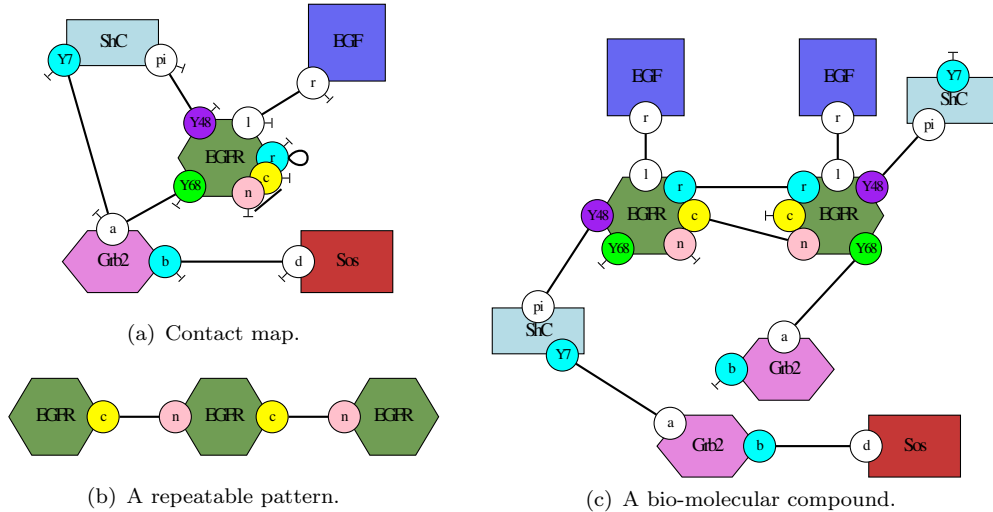 ShC
EGF
Y7
pi
r
Y48
l
EGFR
r
c
Y68
n
a
Grb2
b
d
Sos
(a) Contact map.
EGFR
c
n
EGFR
c
n
EGFR
(b) A repeatable pattern.
EGF
EGF
Y7
ShC
r
r
pi
l
l
r
r
Y48
Y48
EGFR
c
c
EGFR
Y68
n
n
Y68
pi
ShC
Y7
a
b
Grb2
a
Grb2
b
d
Sos
(c) A bio-molecular compound.